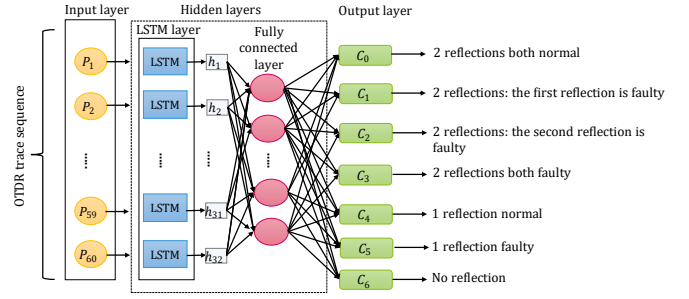 Input layer
Hidden layers
Output layer
OTDR trace sequence
P1
P2
....
P59
P60
LSTM layer
LSTM
LSTM
....
LSTM
LSTM
h1
h2
....
h31
h32
Fully
connected
layer
....
C0
C1
C2
C3
C4
C5
C6
2 reflections both normal
2 reflections: the first reflection is faulty
2 reflections: the second reflection is
faulty
2 reflections both faulty
1 reflection normal
1 reflection faulty
No reflection